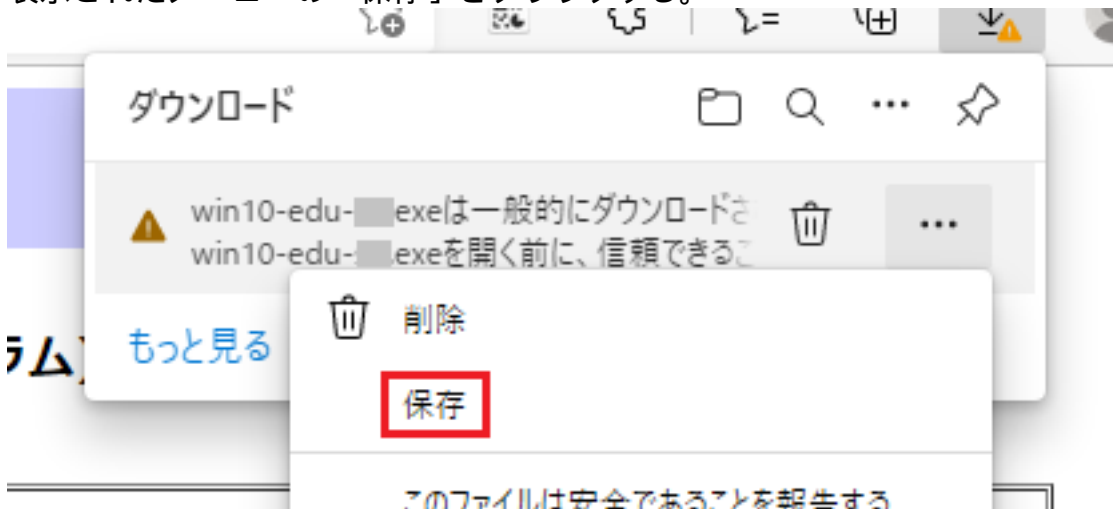 ダウンロード
win10-edu- exeは一般的にダウンロードさ
win10-edu- .exeを開く前に、信頼できるこ
削除
もっと見る
保存
ラム】
このファイルは安全であることを報告する